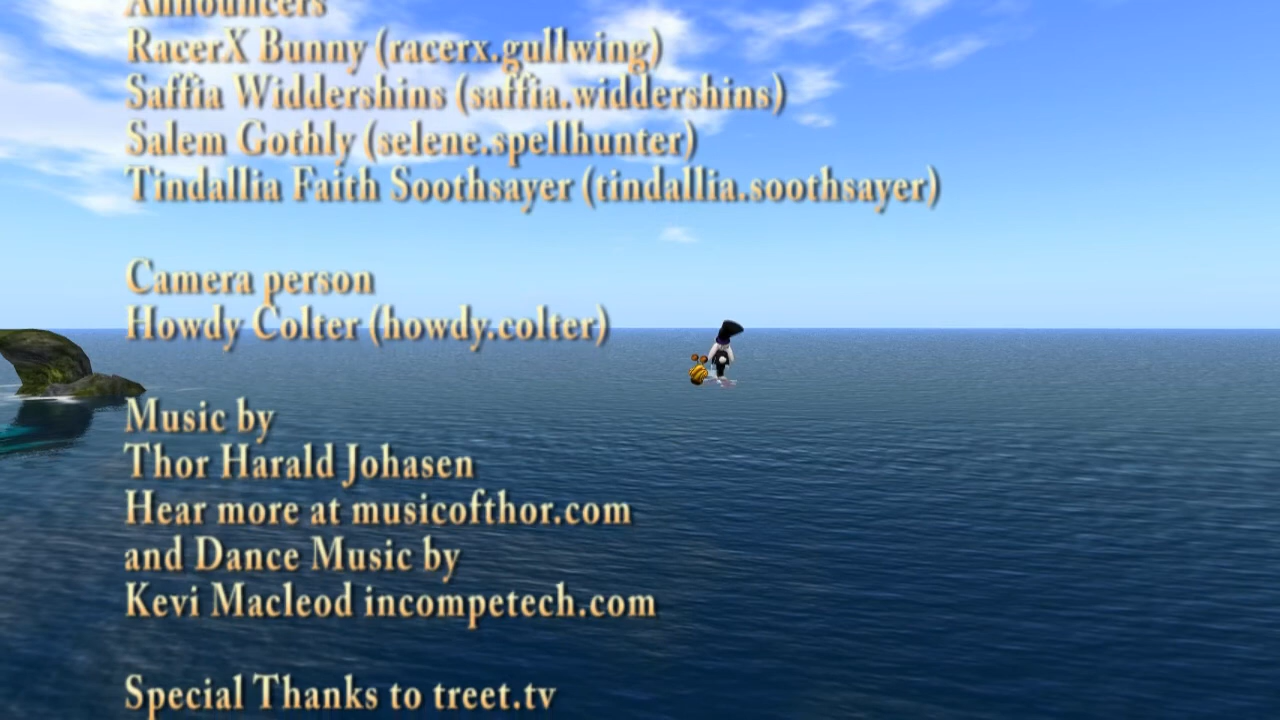 Announcers
RacerX Bunny (racerx.gullwing)
Saffia Widdershins (saffia.widdershins)
Salem Gothly (selene.spellhunter)
Tindallia Faith Soothsayer (tindallia.soothsayer)
Camera person
Howdy Colter (howdy.colter)
Music by
Thor Harald Johasen
Hear more at musicofthor.com
and Dance Music by
Kevi Macleod incompetech.com
Special Thanks to treet.tv